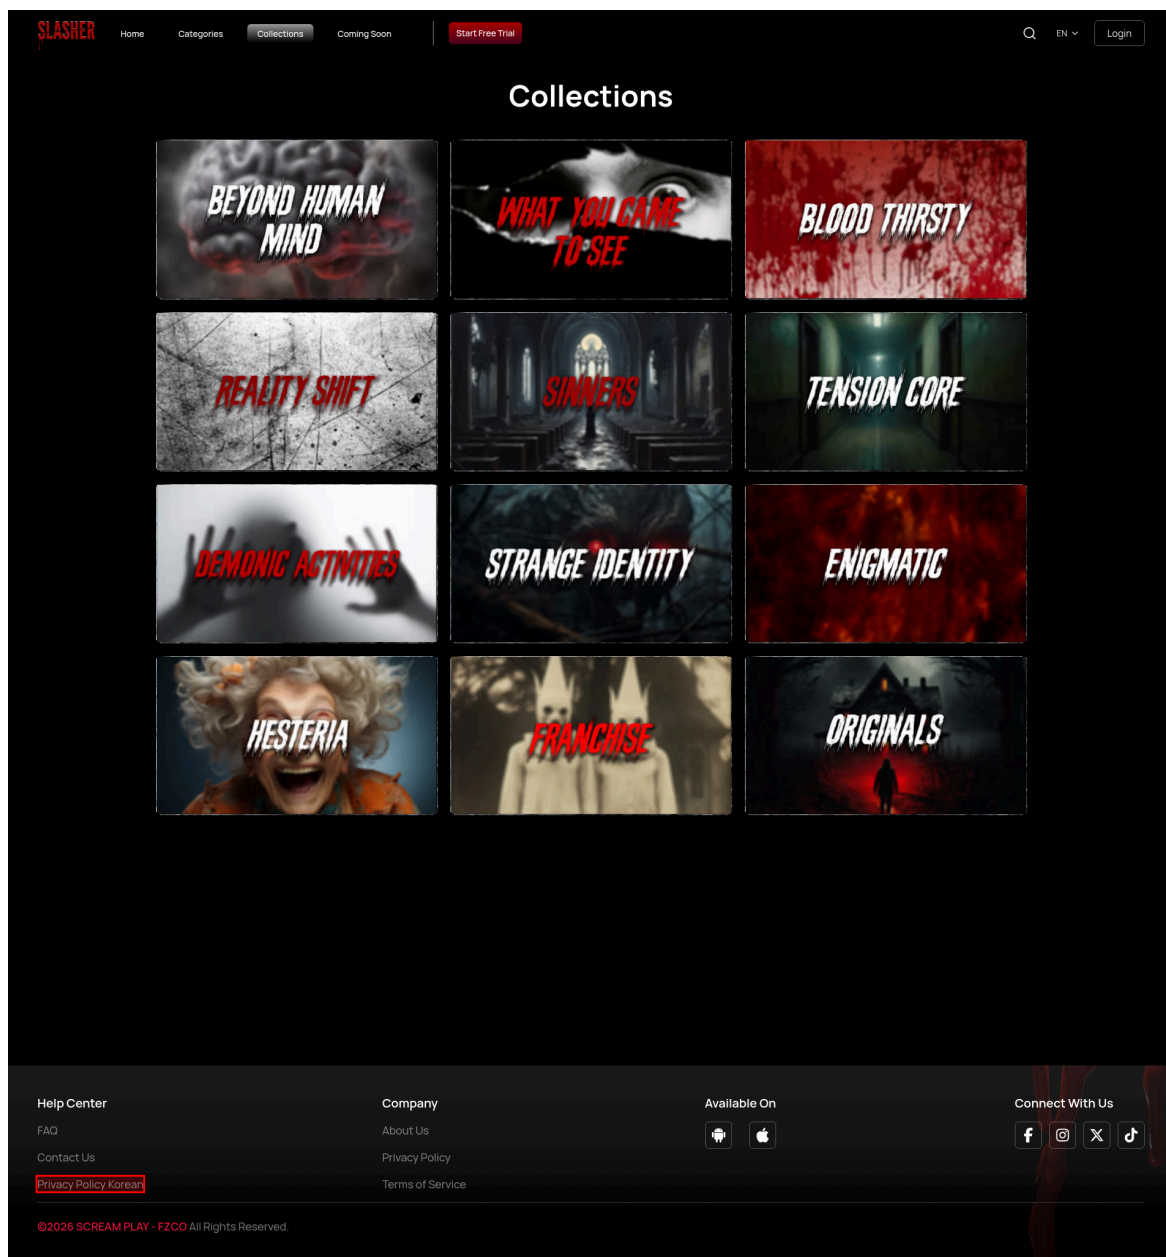 SLASHER
Home
Categories
Collections
Coming Soon
Start Free Trial
EN
Login
Collections
BEYOND HUMAN
MIND
WHAT YOU CAME
TO SEE
BLOOD THIRSTY
REALITY SHIFT
SINNERS
TENSION CORE
DEMONIC ACTIVITIES
STRANGE IDENTITY
ENIGMATIC
HESTERIA
FRANCHISE
ORIGINALS
Help Center
FAQ
Contact Us
Privacy Policy Korean
Company
About Us
Privacy Policy
Terms of Service
Available On
Connect With Us
©2026 SCREAM PLAY - FZCO All Rights Reserved.